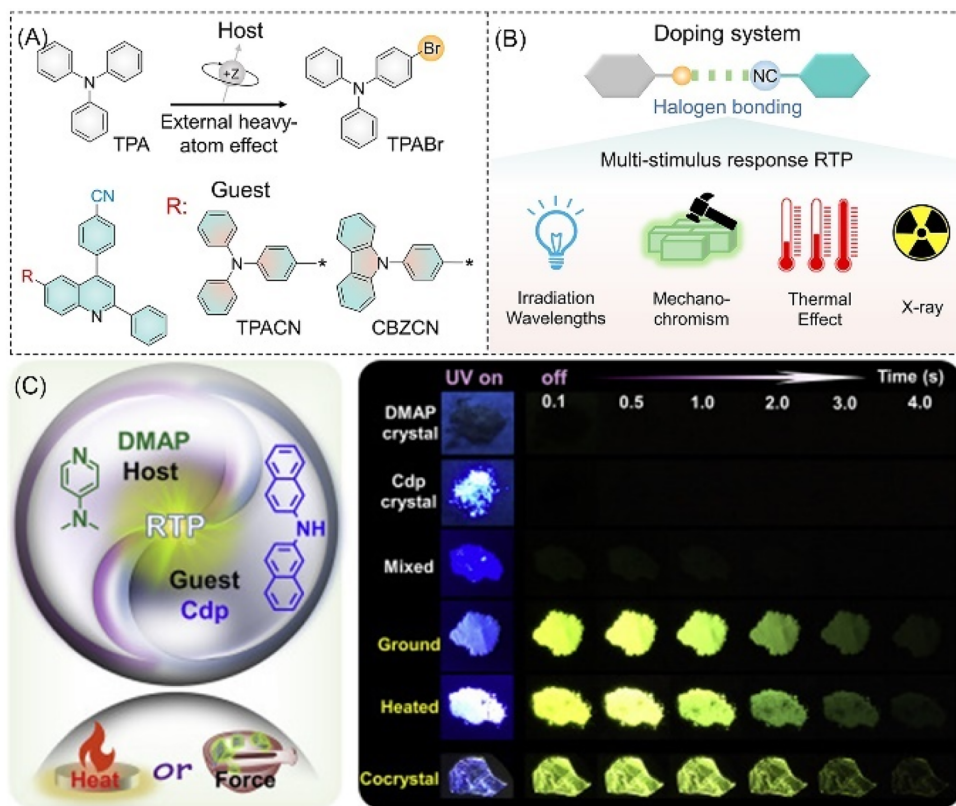 (A)
Host
+Z
Br
N
N
External heavy-
atom effect
TPA
TPABr
CN
R:
Guest
R
N
N
*
N
*
TPACN
CBZCN
(B)
Doping system
NC
Halogen bonding
Multi-stimulus response RTP
Irradiation
Wavelengths
Mechano-
chromism
Thermal
Effect
X-ray
(C)
DMAP
Host
N
N
RTP
NH
Guest
Cdp
Heat
or
Force
UV on
off
Time (s)
0.1
0.5
1.0
2.0
3.0
4.0
DMAP
crystal
Cdp
crystal
Mixed
Ground
Heated
Cocrystal